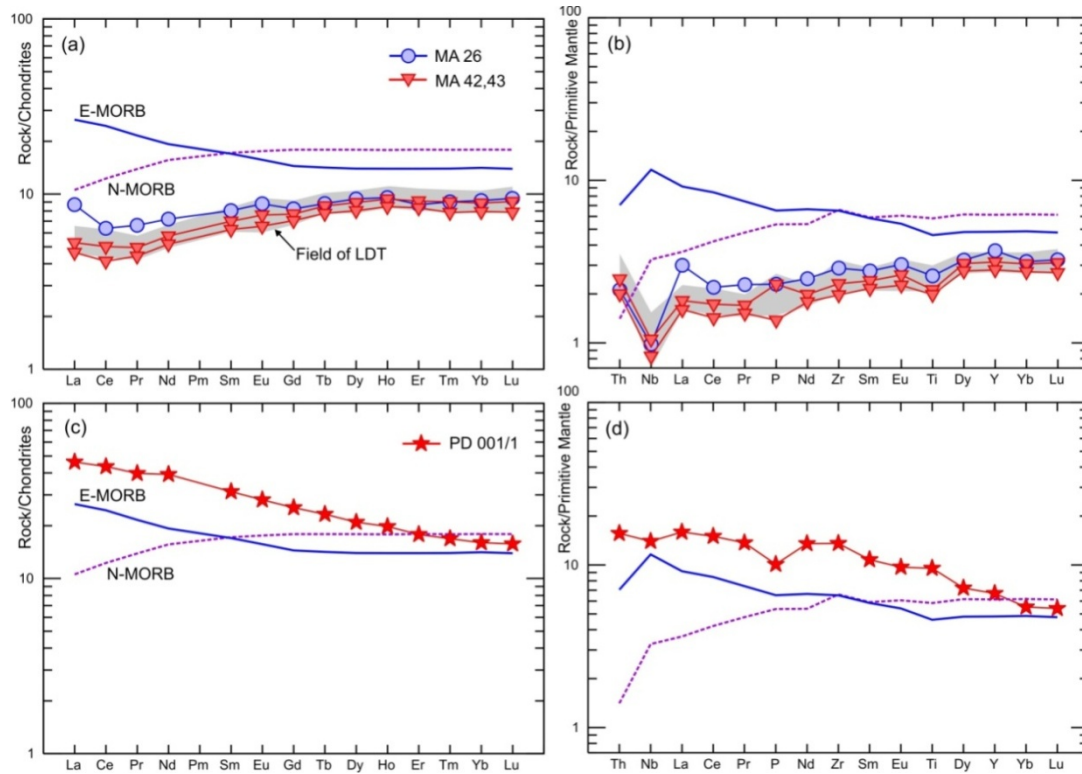 100
(a)
MA 26
MA 42,43
E-MORB
N-MORB
10
Field of LDT
1
Rock/Chondrites
La Ce Pr Nd Pm Sm Eu Gd Tb Dy Ho Er Tm Yb Lu
100
(b)
10
1
Rock/Primitive Mantle
Th Nb La Ce Pr P Nd Zr Sm Eu Ti Dy Y Yb Lu
100
(c)
PD 001/1
E-MORB
N-MORB
10
1
Rock/Chondrites
La Ce Pr Nd Pm Sm Eu Gd Tb Dy Ho Er Tm Yb Lu
100
(d)
10
1
Rock/Primitive Mantle
Th Nb La Ce Pr P Nd Zr Sm Eu Ti Dy Y Yb Lu